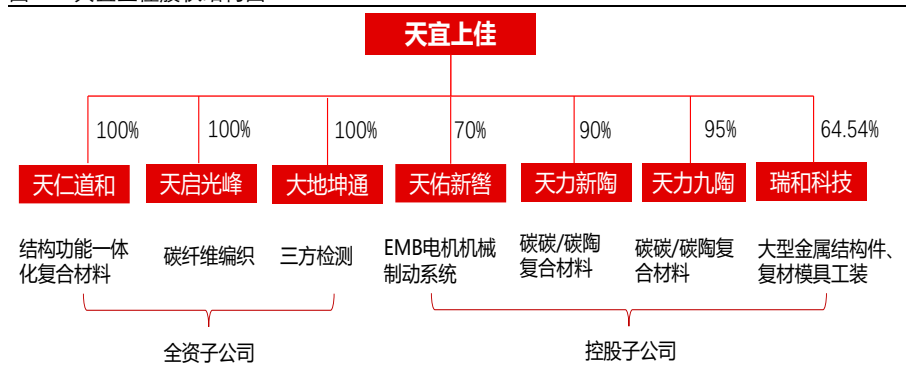 天宜上佳
100%
100%
100%
70%
90%
95%
64.54%
天仁道和
天启光峰
大地坤通
天佑新辔
天力新陶
天力九陶
瑞和科技
结构功能一体
化复合材料
碳纤维编织
三方检测
EMB电机机械
制动系统
碳碳/碳陶
复合材料
碳碳/碳陶复
合材料
大型金属结构件、
复材模具工装
全资子公司
控股子公司